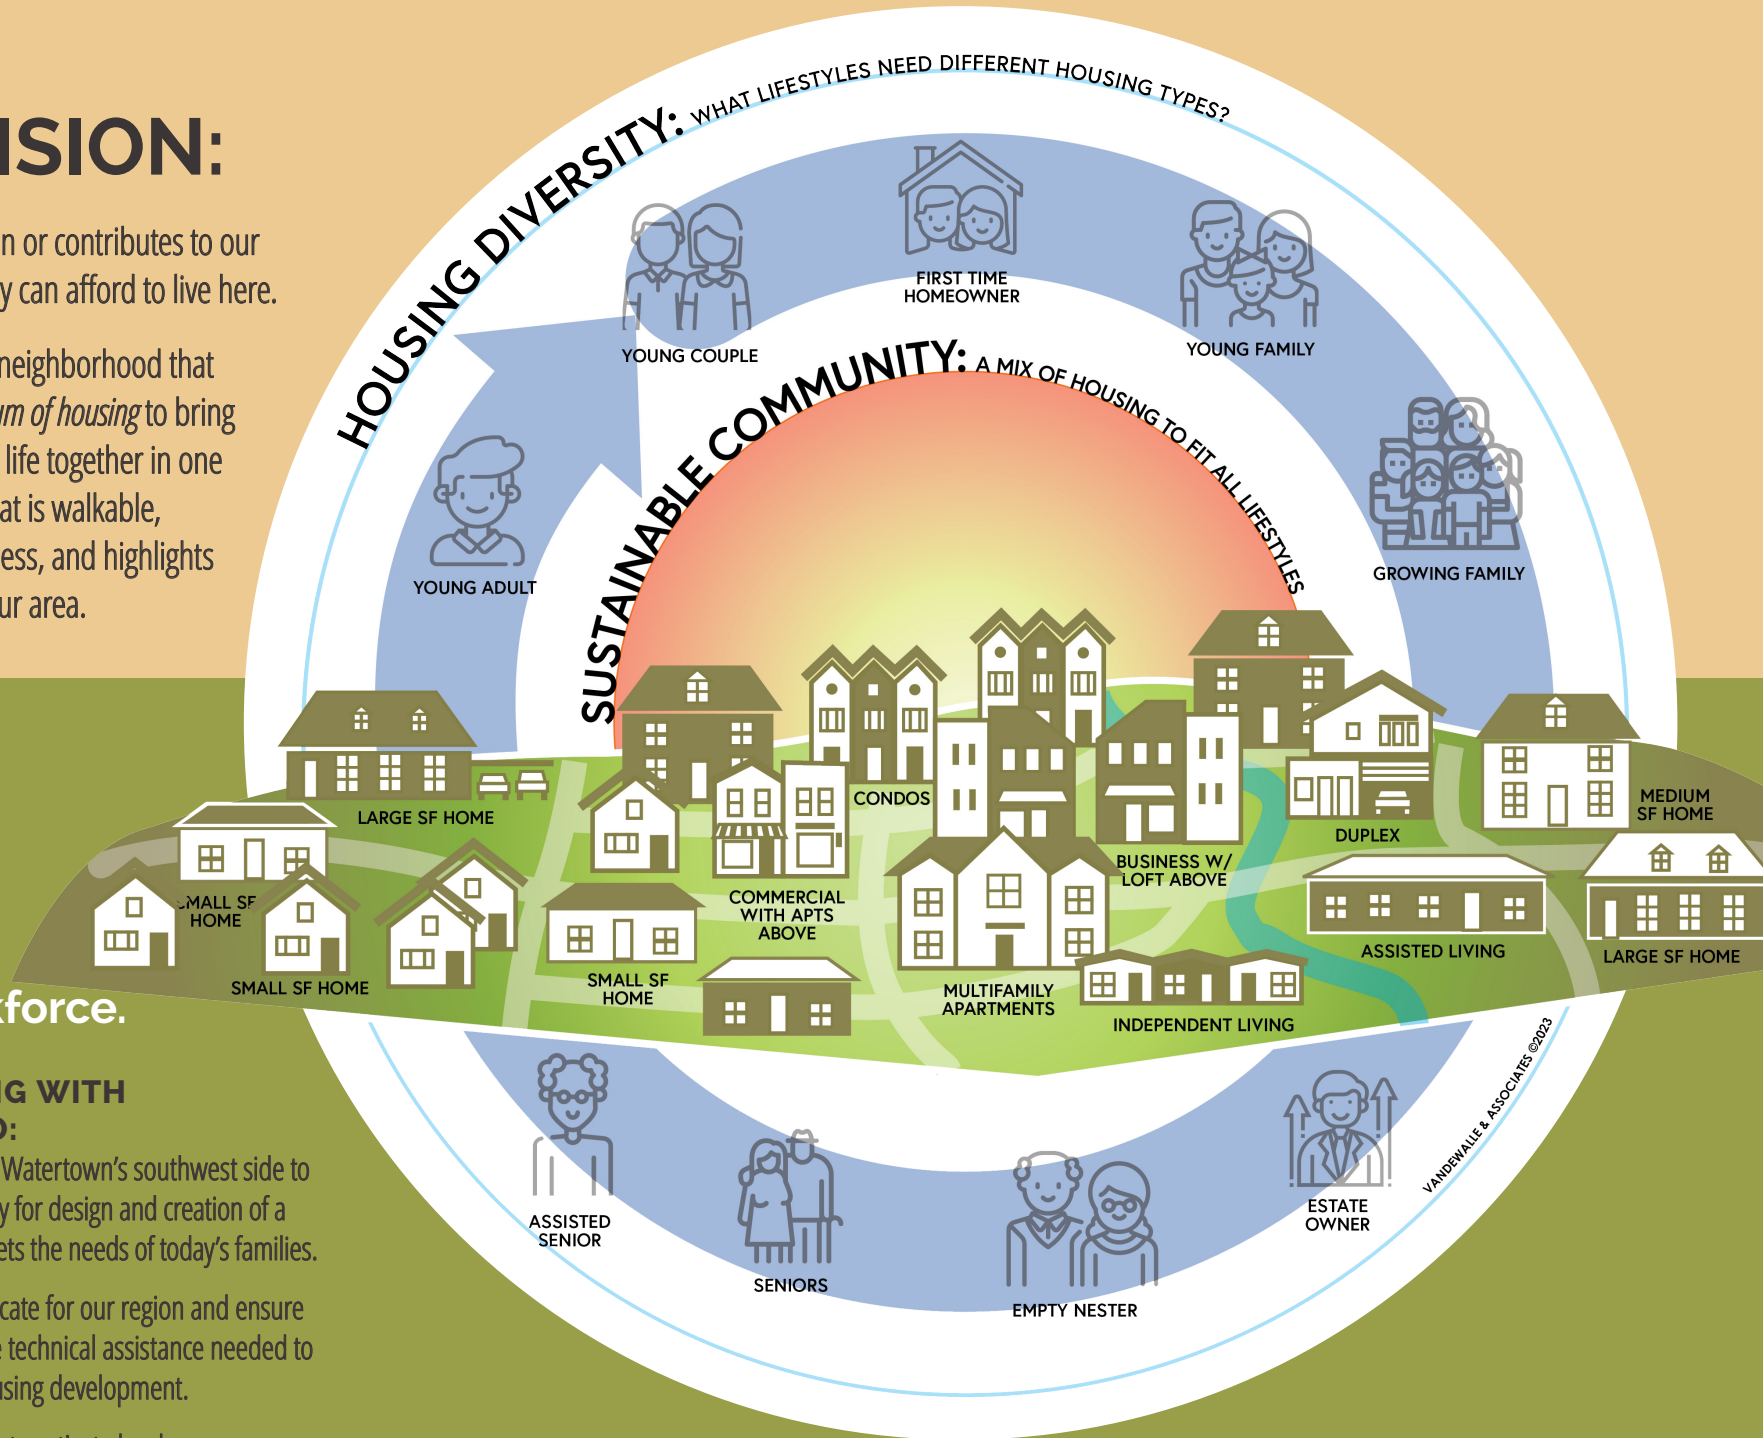 ISION:
n or contributes to our
y can afford to live here.
neighborhood that
um of housing to bring
life together in one
at is walkable,
ess, and highlights
ur area.
kforce.
G WITH
D:
Watertown's southwest side to
y for design and creation of a
ets the needs of today's families.
cate for our region and ensure
e technical assistance needed to
using development.
HOUSING DIVERSITY: WHAT LIFESTYLES NEED DIFFERENT HOUSING TYPES?
FIRST TIME
HOMEOWNER
YOUNG COUPLE
YOUNG FAMILY
YOUNG ADULT
GROWING FAMILY
SUSTAINABLE COMMUNITY: A MIX OF HOUSING TO FIT ALL LIFESTYLES
LARGE SF HOME
CONDOS
DUPLEX
MEDIUM
SF HOME
SMALL SF
HOME
COMMERCIAL
WITH APTS
ABOVE
BUSINESS W/
LOFT ABOVE
ASSISTED LIVING
LARGE SF HOME
SMALL SF HOME
SMALL SF
HOME
MULTIFAMILY
APARTMENTS
INDEPENDENT LIVING
ASSISTED
SENIOR
SENIORS
EMPTY NESTER
ESTATE
OWNER
VANDEWALLE & ASSOCIATES ©2023